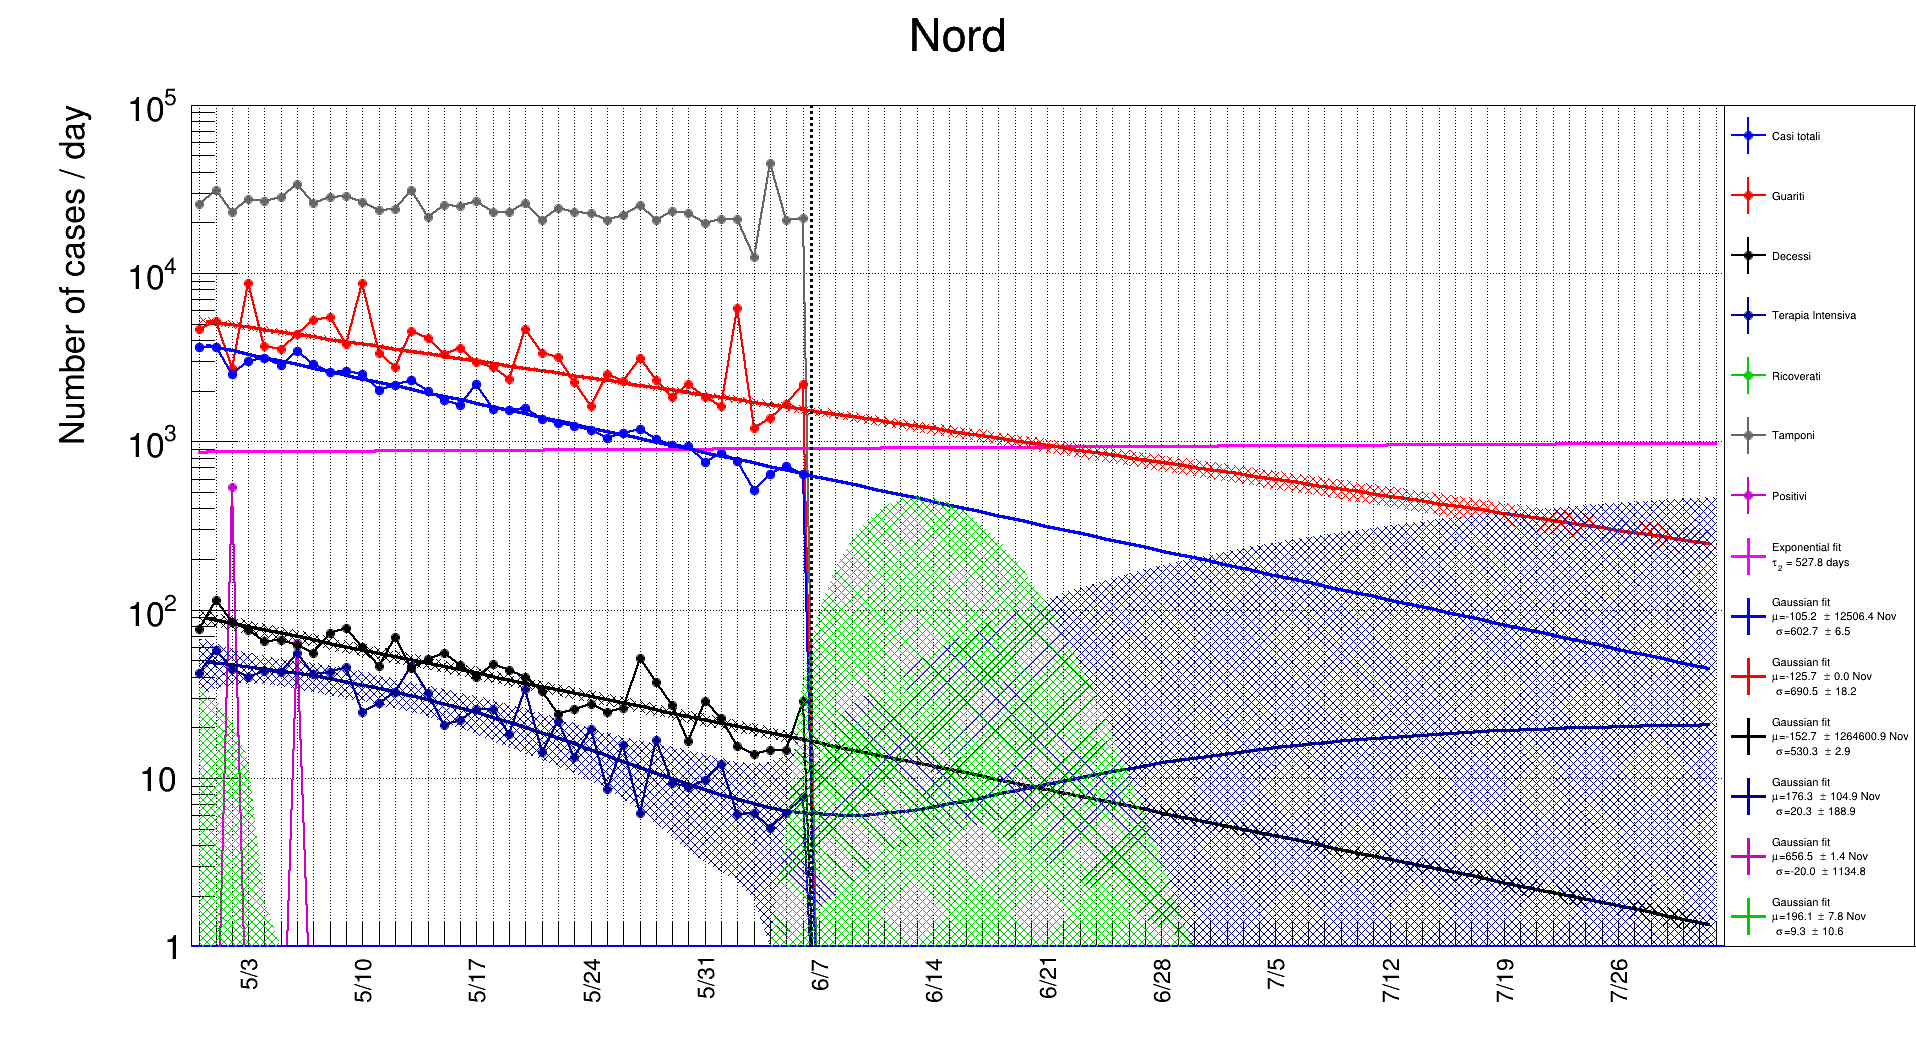 Nord
Number of cases / day
10^5
10^4
10^3
10^2
10
1
5/3
5/10
5/17
5/24
5/31
6/7
6/14
6/21
6/28
7/5
7/12
7/19
7/26
Casi totali
Guariti
Decessi
Terapia Intensiva
Ricoverati
Tamponi
Positivi
Exponential fit
τ_2 = 527.8 days
Gaussian fit
μ=-105.2 ± 12506.4 Nov
σ=602.7 ± 6.5
Gaussian fit
μ=-125.7 ± 0.0 Nov
σ=690.5 ± 18.2
Gaussian fit
μ=-152.7 ± 1264600.9 Nov
σ=530.3 ± 2.9
Gaussian fit
μ=176.3 ± 104.9 Nov
σ=20.3 ± 188.9
Gaussian fit
μ=656.5 ± 1.4 Nov
σ=-20.0 ± 1134.8
Gaussian fit
μ=196.1 ± 7.8 Nov
σ=9.3 ± 10.6